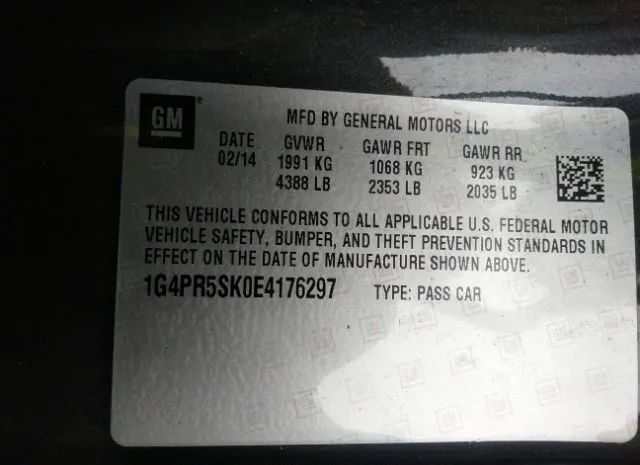 GM®
MFD BY GENERAL MOTORS LLC
DATE GVWR GAWR FRT GAWR RR
02/14 1991 KG 1068 KG 923 KG
4388 LB 2353 LB 2035 LB
THIS VEHICLE CONFORMS TO ALL APPLICABLE U.S. FEDERAL MOTOR
VEHICLE SAFETY, BUMPER, AND THEFT PREVENTION STANDARDS IN
EFFECT ON THE DATE OF MANUFACTURE SHOWN ABOVE.
1G4PR5SK0E4176297 TYPE: PASS CAR